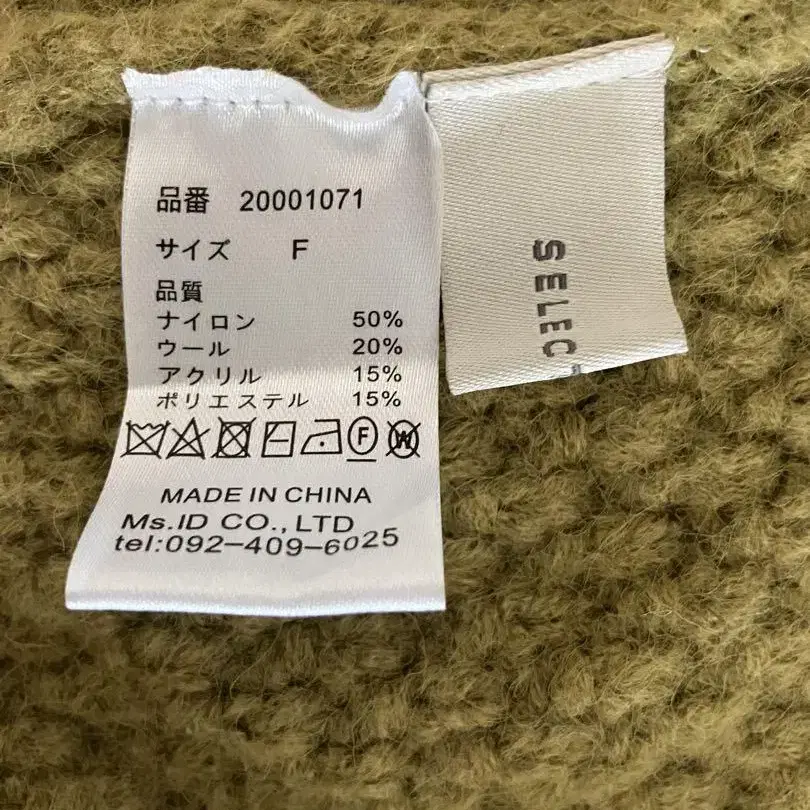 品番 20001071
サイズ F
品質
ナイロン 50%
ウール 20%
アクリル 15%
ポリエステル 15%
F W
MADE IN CHINA
Ms.ID CO.,LTD
tel:092-409-6025
SELEC